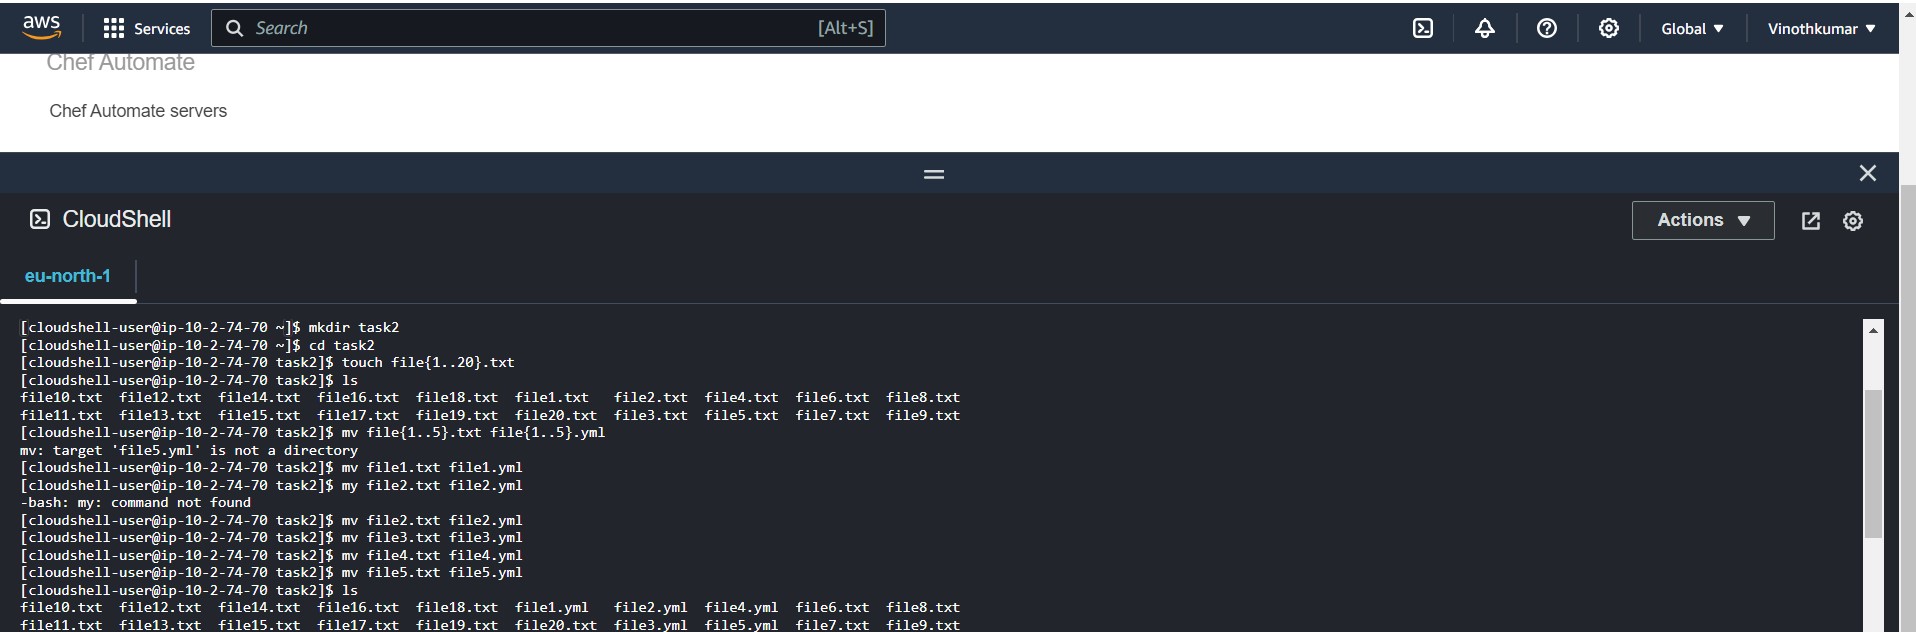 aws Services Search [Alt+S] Global Vinothkumar
Chef Automate
Chef Automate servers
CloudShell Actions
eu-north-1
[cloudshell-user@ip-10-2-74-70 ~]$ mkdir task2
[cloudshell-user@ip-10-2-74-70 ~]$ cd task2
[cloudshell-user@ip-10-2-74-70 task2]$ touch file{1..20}.txt
[cloudshell-user@ip-10-2-74-70 task2]$ ls
file10.txt  file12.txt  file14.txt  file16.txt  file18.txt  file1.txt   file2.txt  file4.txt  file6.txt  file8.txt
file11.txt  file13.txt  file15.txt  file17.txt  file19.txt  file20.txt  file3.txt  file5.txt  file7.txt  file9.txt
[cloudshell-user@ip-10-2-74-70 task2]$ mv file{1..5}.txt file{1..5}.yml
mv: target 'file5.yml' is not a directory
[cloudshell-user@ip-10-2-74-70 task2]$ mv file1.txt file1.yml
[cloudshell-user@ip-10-2-74-70 task2]$ my file2.txt file2.yml
-bash: my: command not found
[cloudshell-user@ip-10-2-74-70 task2]$ mv file2.txt file2.yml
[cloudshell-user@ip-10-2-74-70 task2]$ mv file3.txt file3.yml
[cloudshell-user@ip-10-2-74-70 task2]$ mv file4.txt file4.yml
[cloudshell-user@ip-10-2-74-70 task2]$ mv file5.txt file5.yml
[cloudshell-user@ip-10-2-74-70 task2]$ ls
file10.txt  file12.txt  file14.txt  file16.txt  file18.txt  file1.yml   file2.yml  file4.yml  file6.txt  file8.txt
file11.txt  file13.txt  file15.txt  file17.txt  file19.txt  file20.txt  file3.yml  file5.yml  file7.txt  file9.txt